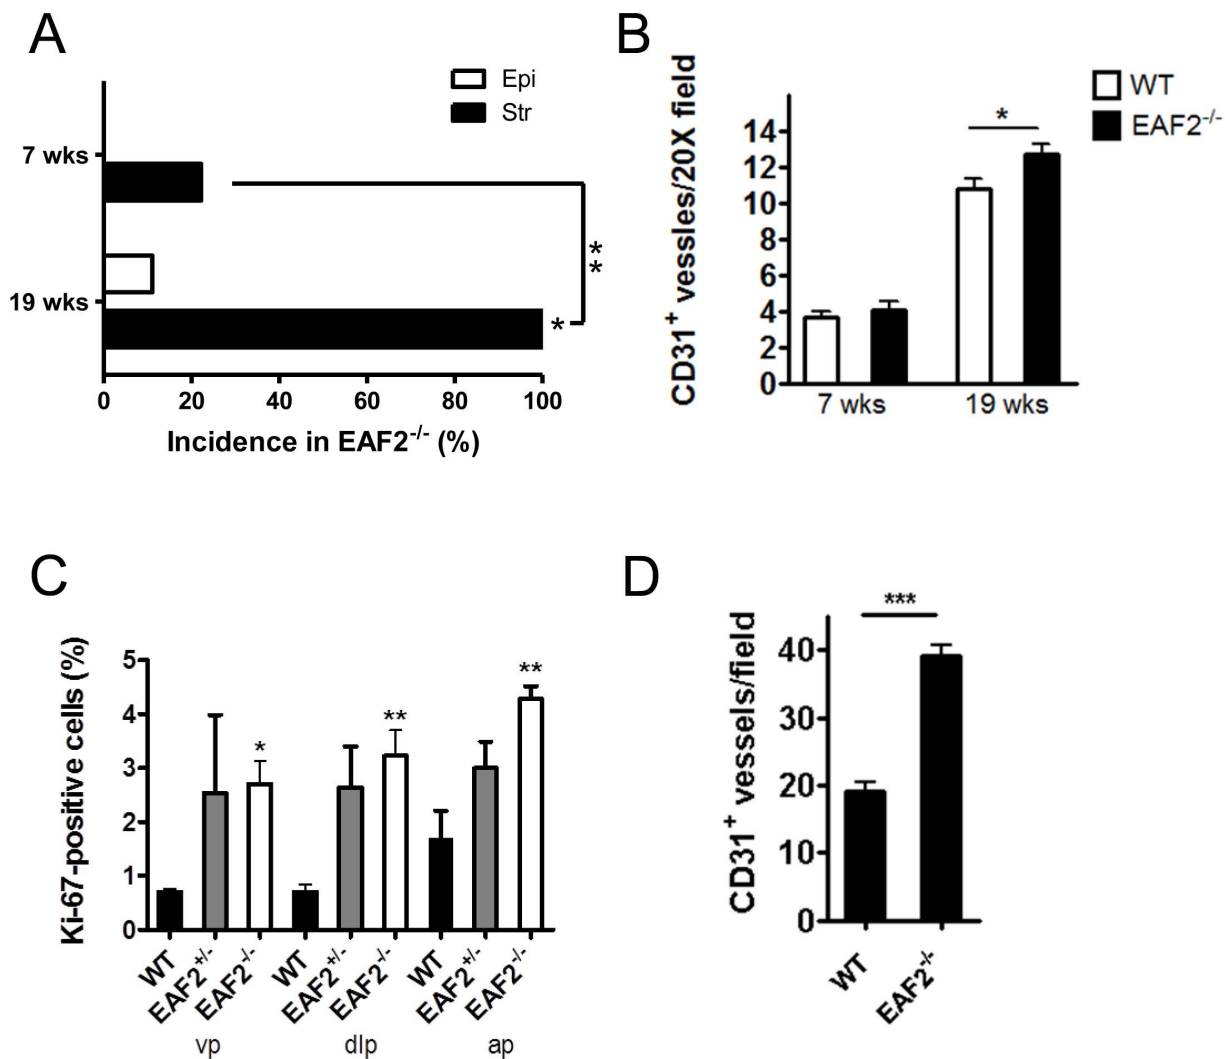 A
Epi
Str
7 wks
19 wks
*
*
*
0 20 40 60 80 100
Incidence in EAF2-/- (%)
B
WT
EAF2-/-
CD31+ vessles/20X field
*
14
12
10
8
6
4
2
0
7 wks 19 wks
C
Ki-67-positive cells (%)
5
4
3
2
1
0
* ** **
WT EAF2+/- EAF2-/- WT EAF2+/- EAF2-/- WT EAF2+/- EAF2-/-
vp dlp ap
D
CD31+ vessels/field
***
40
30
20
10
0
WT EAF2-/-